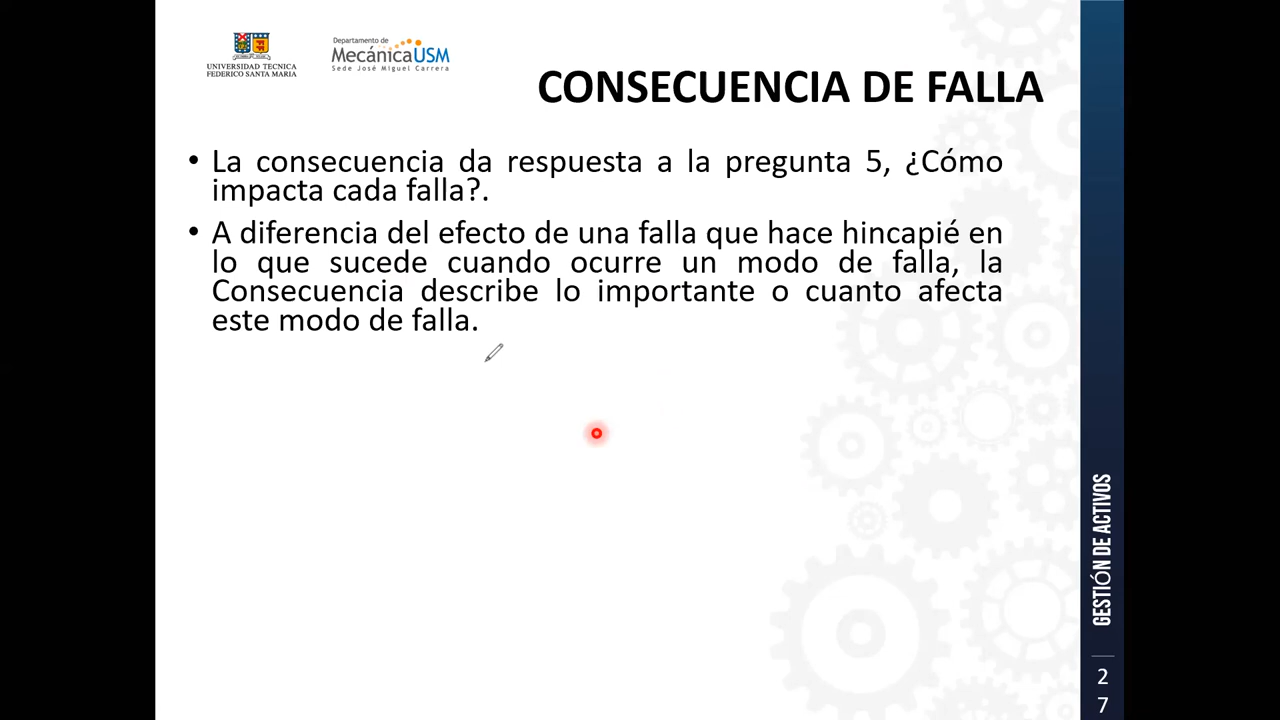 UNIVERSIDAD TECNICA
FEDERICO SANTA MARIA
Departamento de
MecánicaUSM
Sede José Miguel Carrera
CONSECUENCIA DE FALLA
• La consecuencia da respuesta a la pregunta 5, ¿Cómo
impacta cada falla?.
• A diferencia del efecto de una falla que hace hincapié en
lo que sucede cuando ocurre un modo de falla, la
Consecuencia describe lo importante o cuanto afecta
este modo de falla.
GESTIÓN DE ACTIVOS
2
7